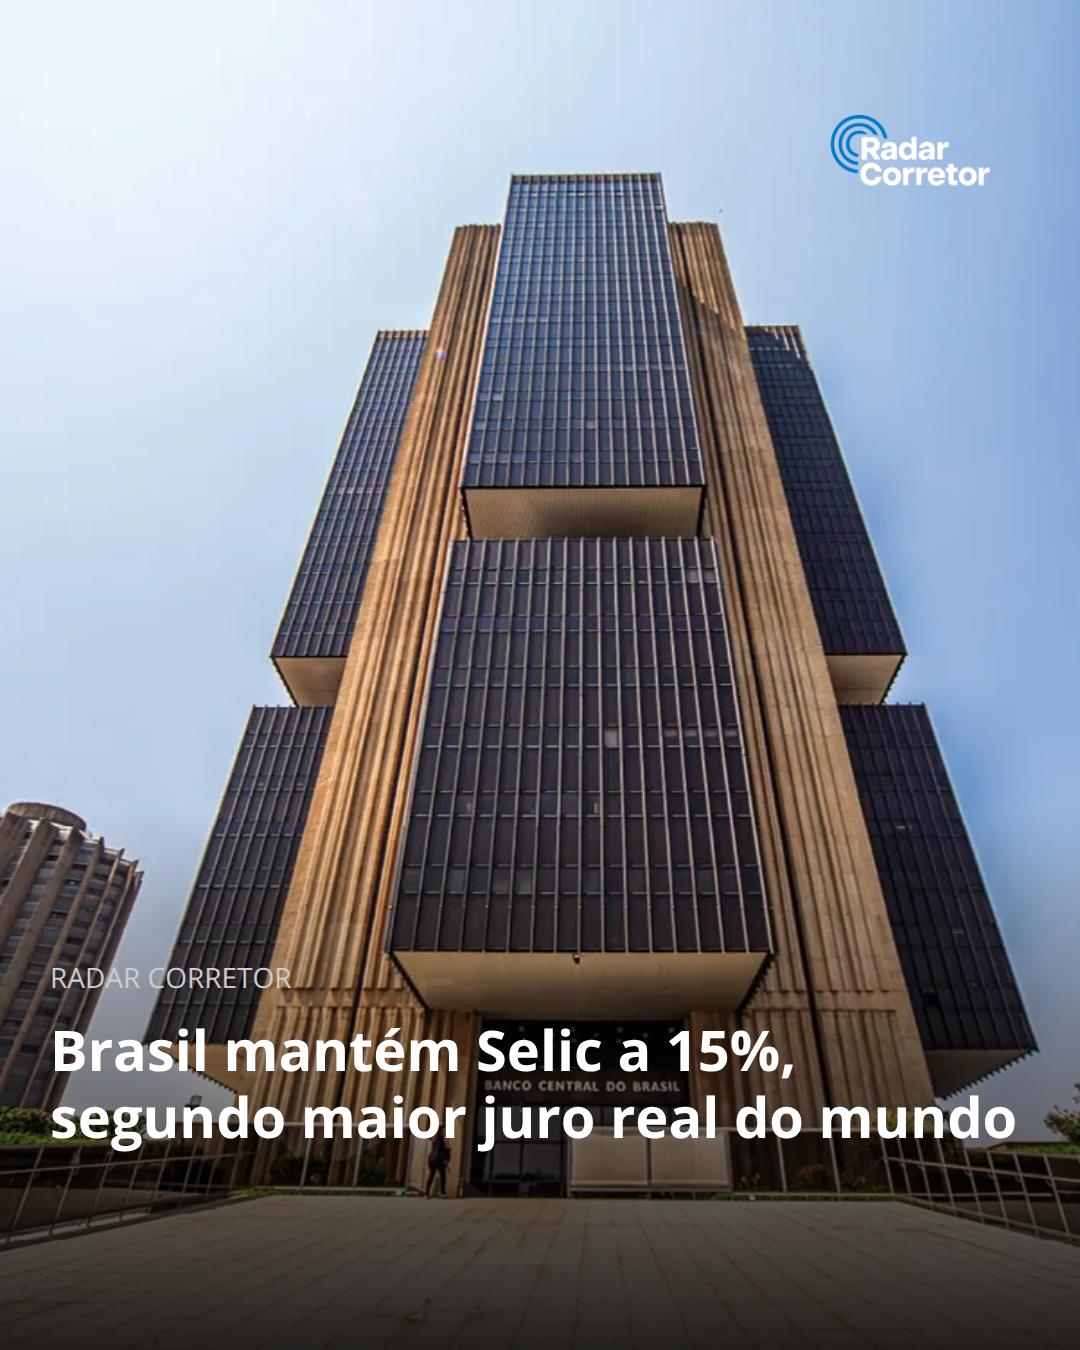 Radar
Corretor
RADAR CORRETOR
Brasil mantém Selic a 15%,
BANCO CENTRAL DO BRASIL
segundo maior juro real do mundo